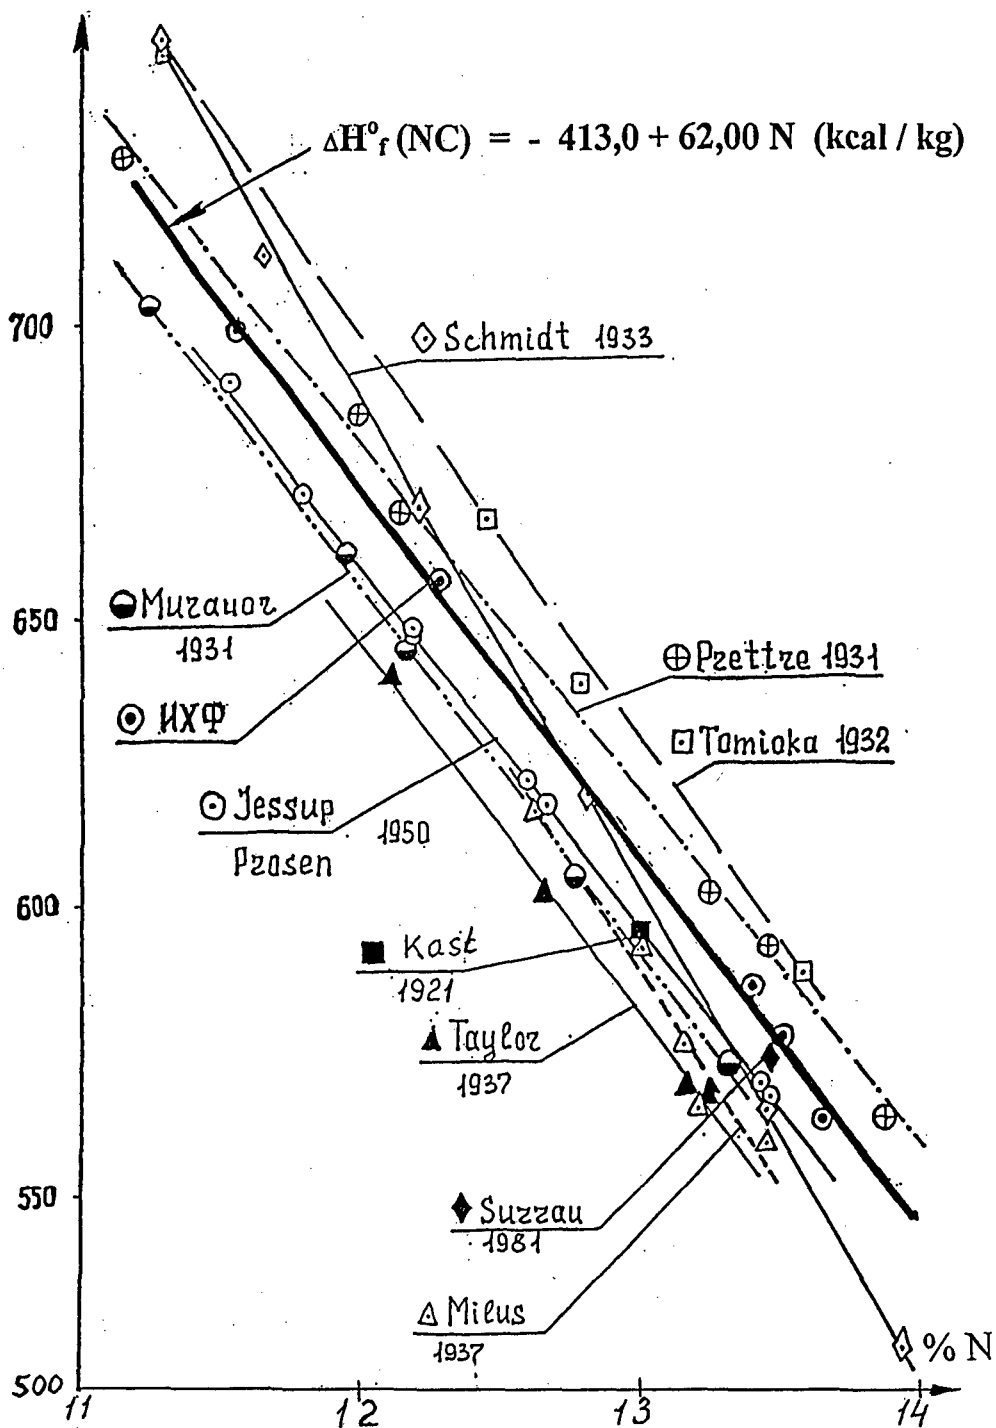 ΔH°f (NC) = - 413,0 + 62,00 N (kcal / kg)
700
Schmidt 1933
650
Muraour
1931
Prettre 1931
ИХФ
Tomioka 1932
Jessup 1950
Prosen
600
Kast
1921
Taylor
1937
550
Surrau
1981
Milus
1937
% N
500
11
12
13
14